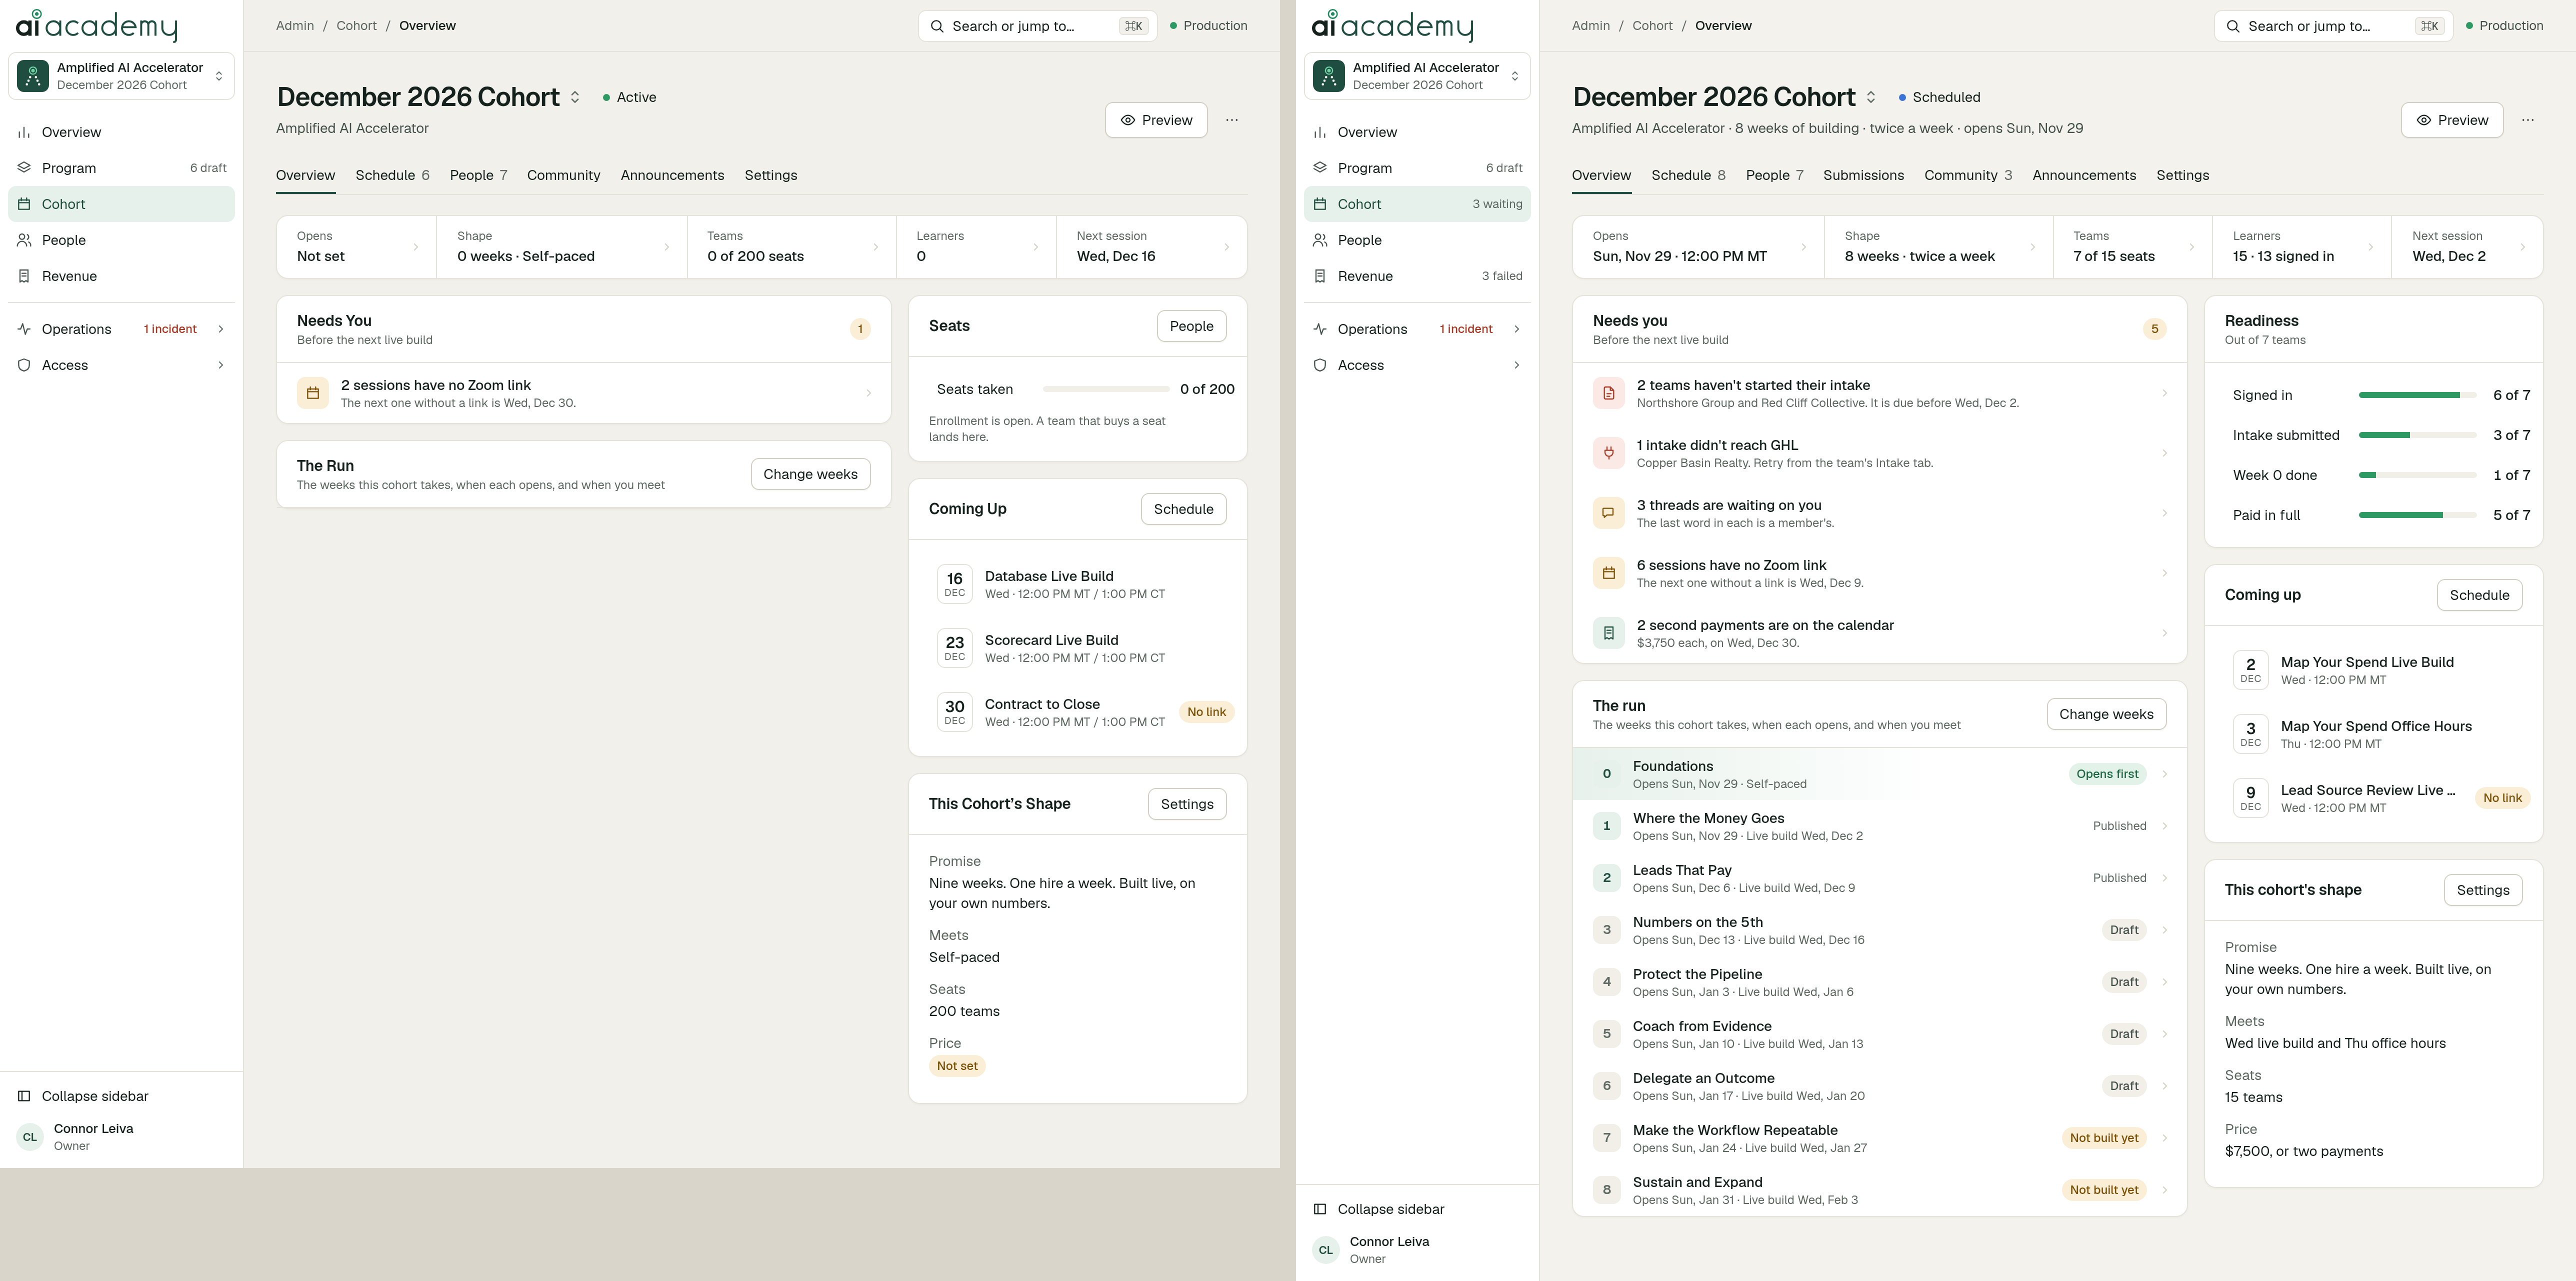 ai academy
Amplified AI Accelerator
December 2026 Cohort
Overview
Program 6 draft
Cohort
People
Revenue
Operations 1 incident
Access
Collapse sidebar
CL
Connor Leiva
Owner
Admin / Cohort / Overview
Search or jump to... ⌘K
Production
December 2026 Cohort
Active
Amplified AI Accelerator
Preview
...
Overview Schedule 6 People 7 Community Announcements Settings
Opens
Not set
Shape
0 weeks · Self-paced
Teams
0 of 200 seats
Learners
0
Next session
Wed, Dec 16
Needs You
Before the next live build
1
2 sessions have no Zoom link
The next one without a link is Wed, Dec 30.
The Run
The weeks this cohort takes, when each opens, and when you meet
Change weeks
Seats
People
Seats taken 0 of 200
Enrollment is open. A team that buys a seat
lands here.
Coming Up
Schedule
16
DEC
Database Live Build
Wed · 12:00 PM MT / 1:00 PM CT
23
DEC
Scorecard Live Build
Wed · 12:00 PM MT / 1:00 PM CT
30
DEC
Contract to Close
Wed · 12:00 PM MT / 1:00 PM CT
No link
This Cohort’s Shape
Settings
Promise
Nine weeks. One hire a week. Built live, on
your own numbers.
Meets
Self-paced
Seats
200 teams
Price
Not set
ai academy
Amplified AI Accelerator
December 2026 Cohort
Overview
Program 6 draft
Cohort 3 waiting
People
Revenue 3 failed
Operations 1 incident
Access
Collapse sidebar
CL
Connor Leiva
Owner
Admin / Cohort / Overview
Search or jump to... ⌘K
Production
December 2026 Cohort
Scheduled
Amplified AI Accelerator · 8 weeks of building · twice a week · opens Sun, Nov 29
Preview
...
Overview Schedule 8 People 7 Submissions Community 3 Announcements Settings
Opens
Sun, Nov 29 · 12:00 PM MT
Shape
8 weeks · twice a week
Teams
7 of 15 seats
Learners
15 · 13 signed in
Next session
Wed, Dec 2
Needs you
Before the next live build
5
2 teams haven't started their intake
Northshore Group and Red Cliff Collective. It is due before Wed, Dec 2.
1 intake didn't reach GHL
Copper Basin Realty. Retry from the team's Intake tab.
3 threads are waiting on you
The last word in each is a member's.
6 sessions have no Zoom link
The next one without a link is Wed, Dec 9.
2 second payments are on the calendar
$3,750 each, on Wed, Dec 30.
The run
The weeks this cohort takes, when each opens, and when you meet
Change weeks
0
Foundations
Opens Sun, Nov 29 · Self-paced
Opens first
1
Where the Money Goes
Opens Sun, Nov 29 · Live build Wed, Dec 2
Published
2
Leads That Pay
Opens Sun, Dec 6 · Live build Wed, Dec 9
Published
3
Numbers on the 5th
Opens Sun, Dec 13 · Live build Wed, Dec 16
Draft
4
Protect the Pipeline
Opens Sun, Jan 3 · Live build Wed, Jan 6
Draft
5
Coach from Evidence
Opens Sun, Jan 10 · Live build Wed, Jan 13
Draft
6
Delegate an Outcome
Opens Sun, Jan 17 · Live build Wed, Jan 20
Draft
7
Make the Workflow Repeatable
Opens Sun, Jan 24 · Live build Wed, Jan 27
Not built yet
8
Sustain and Expand
Opens Sun, Jan 31 · Live build Wed, Feb 3
Not built yet
Readiness
Out of 7 teams
Signed in 6 of 7
Intake submitted 3 of 7
Week 0 done 1 of 7
Paid in full 5 of 7
Coming up
Schedule
2
DEC
Map Your Spend Live Build
Wed · 12:00 PM MT
3
DEC
Map Your Spend Office Hours
Thu · 12:00 PM MT
9
DEC
Lead Source Review Live ...
Wed · 12:00 PM MT
No link
This cohort's shape
Settings
Promise
Nine weeks. One hire a week. Built live, on
your own numbers.
Meets
Wed live build and Thu office hours
Seats
15 teams
Price
$7,500, or two payments